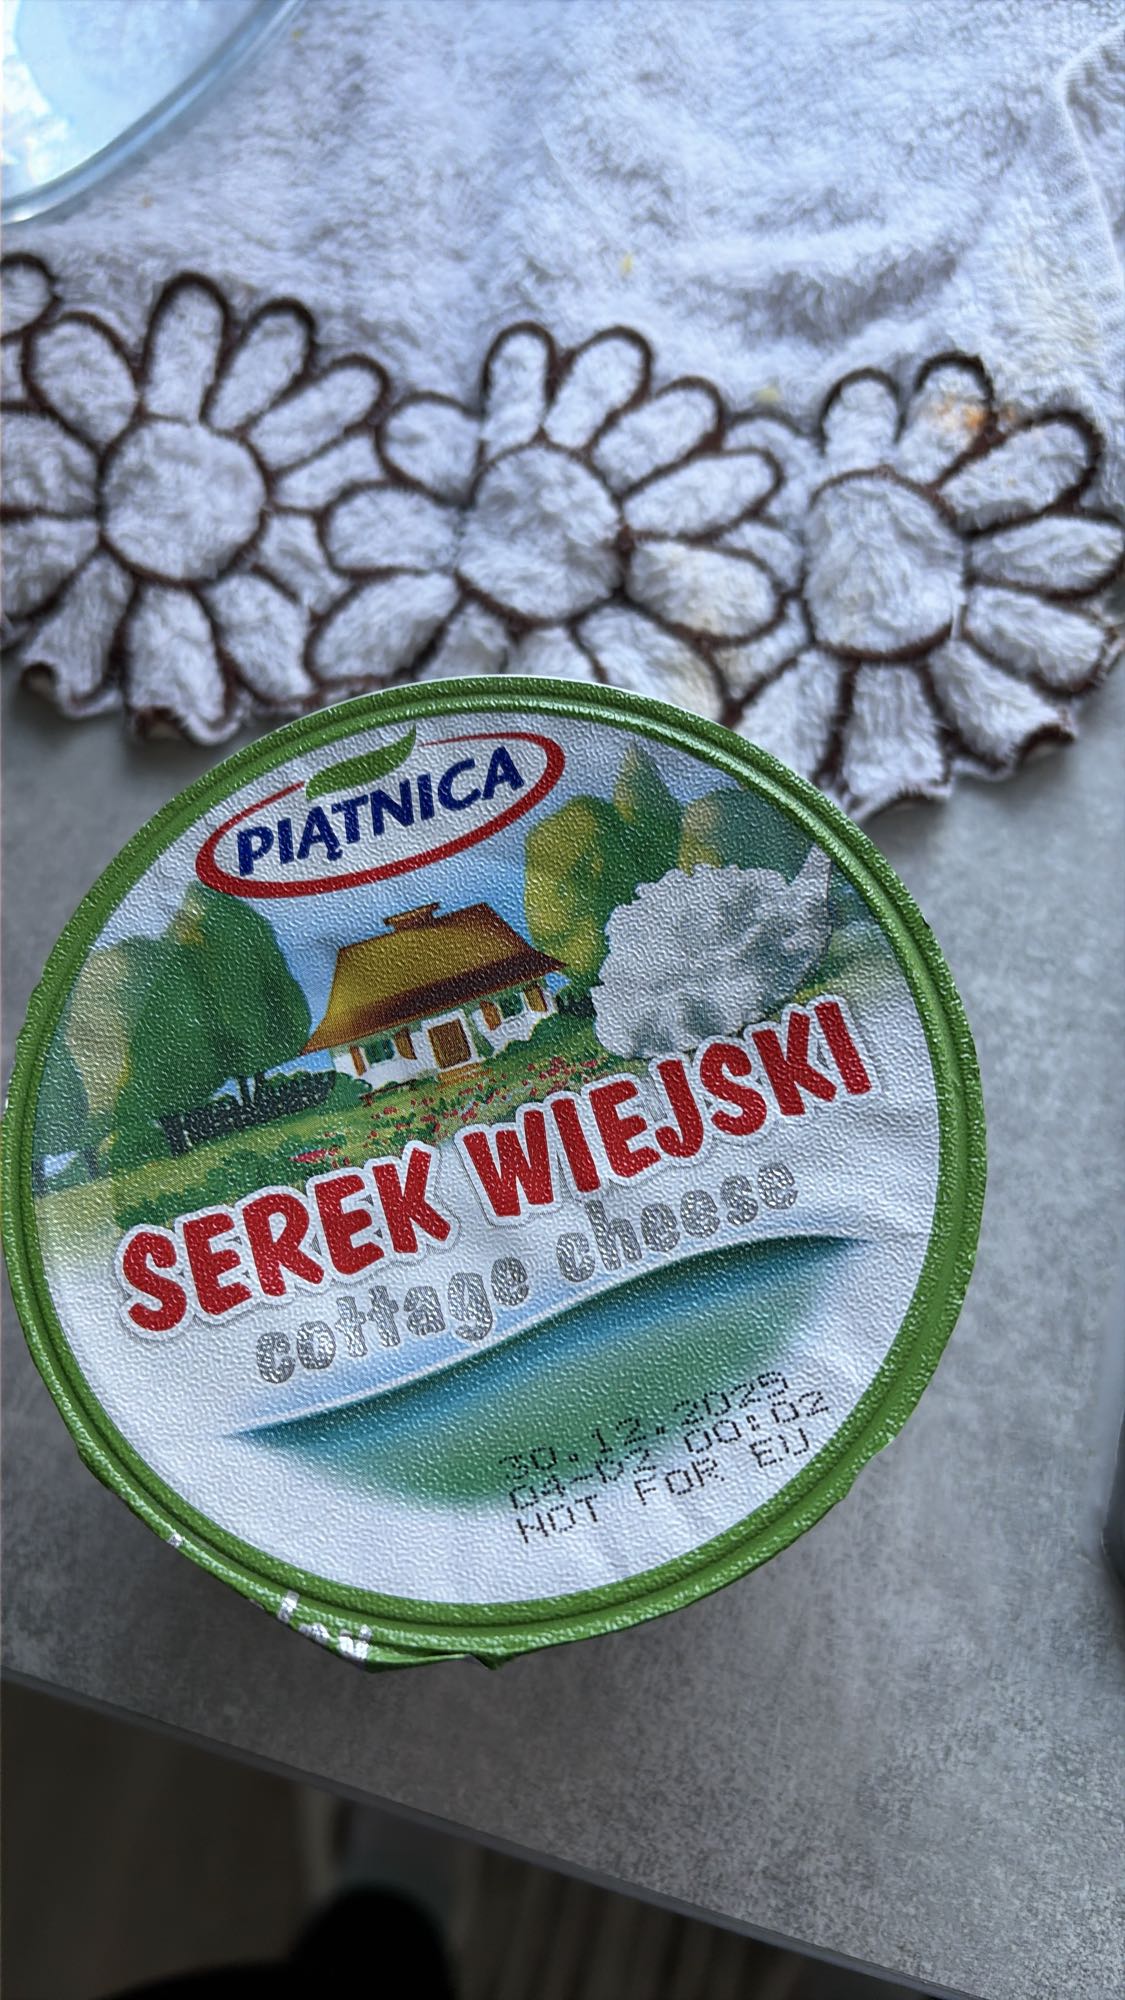 PIĄTNICA
SEREK WIEJSKI
cottage cheese
30.12.2025
04-02 00:02
NOT FOR EU